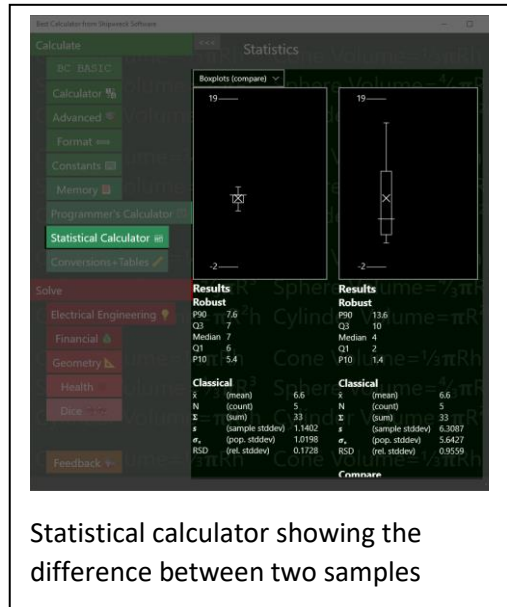 Best Calculator from Shipwreck Software
Calculate
BC BASIC
Calculator
Advanced
Format
Constants
Memory
Programmer's Calculator
Statistical Calculator
Conversions+Tables
Solve
Electrical Engineering
Financial
Geometry
Health
Dice
Feedback
<<<
Statistics
Boxplots (compare)
19
-2
Results
Robust
P90 7.6
Q3 7
Median 7
Q1 6
P10 5.4
Classical
x̄ (mean) 6.6
N (count) 5
Σ (sum) 33
s (sample stddev) 1.1402
σₓ (pop. stddev) 1.0198
RSD (rel. stddev) 0.1728
19
-2
Results
Robust
P90 13.6
Q3 10
Median 4
Q1 2
P10 1.4
Classical
x̄ (mean) 6.6
N (count) 5
Σ (sum) 33
s (sample stddev) 6.3087
σₓ (pop. stddev) 5.6427
RSD (rel. stddev) 0.9559
Compare
Statistical calculator showing the
difference between two samples